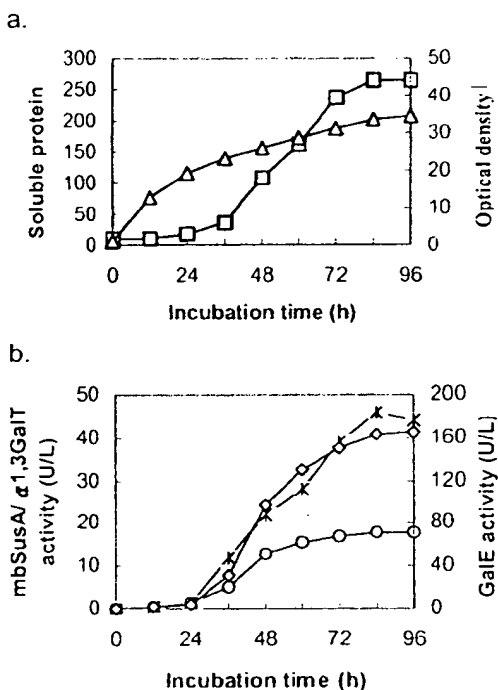 a.
Soluble protein
300
250
200
150
100
50
0
50
40
30
20
10
0
Optical density
0 24 48 72 96
Incubation time (h)
b.
mbSusA/ α1,3GalT
activity (U/L)
50
40
30
20
10
0
200
160
120
80
40
0
GalE activity (U/L)
0 24 48 72 96
Incubation time (h)